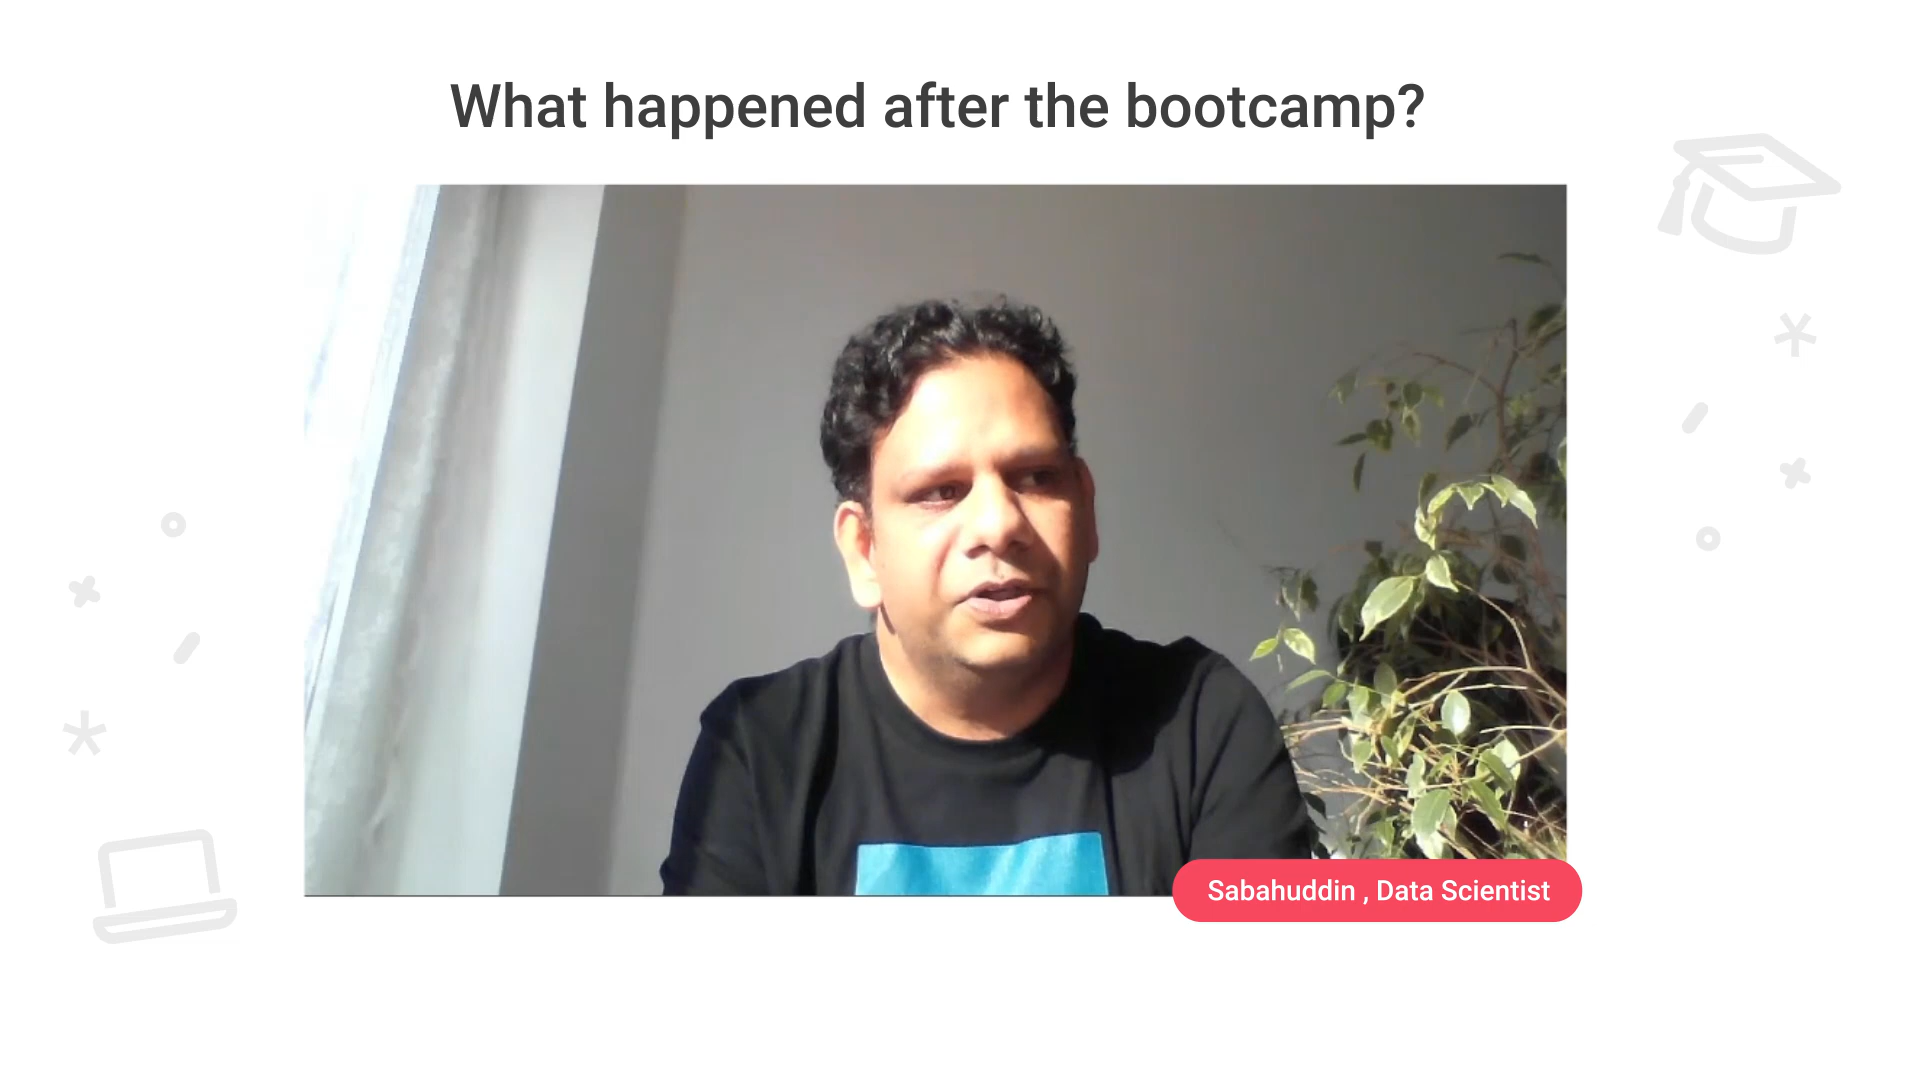 What happened after the bootcamp?
Sabahuddin , Data Scientist